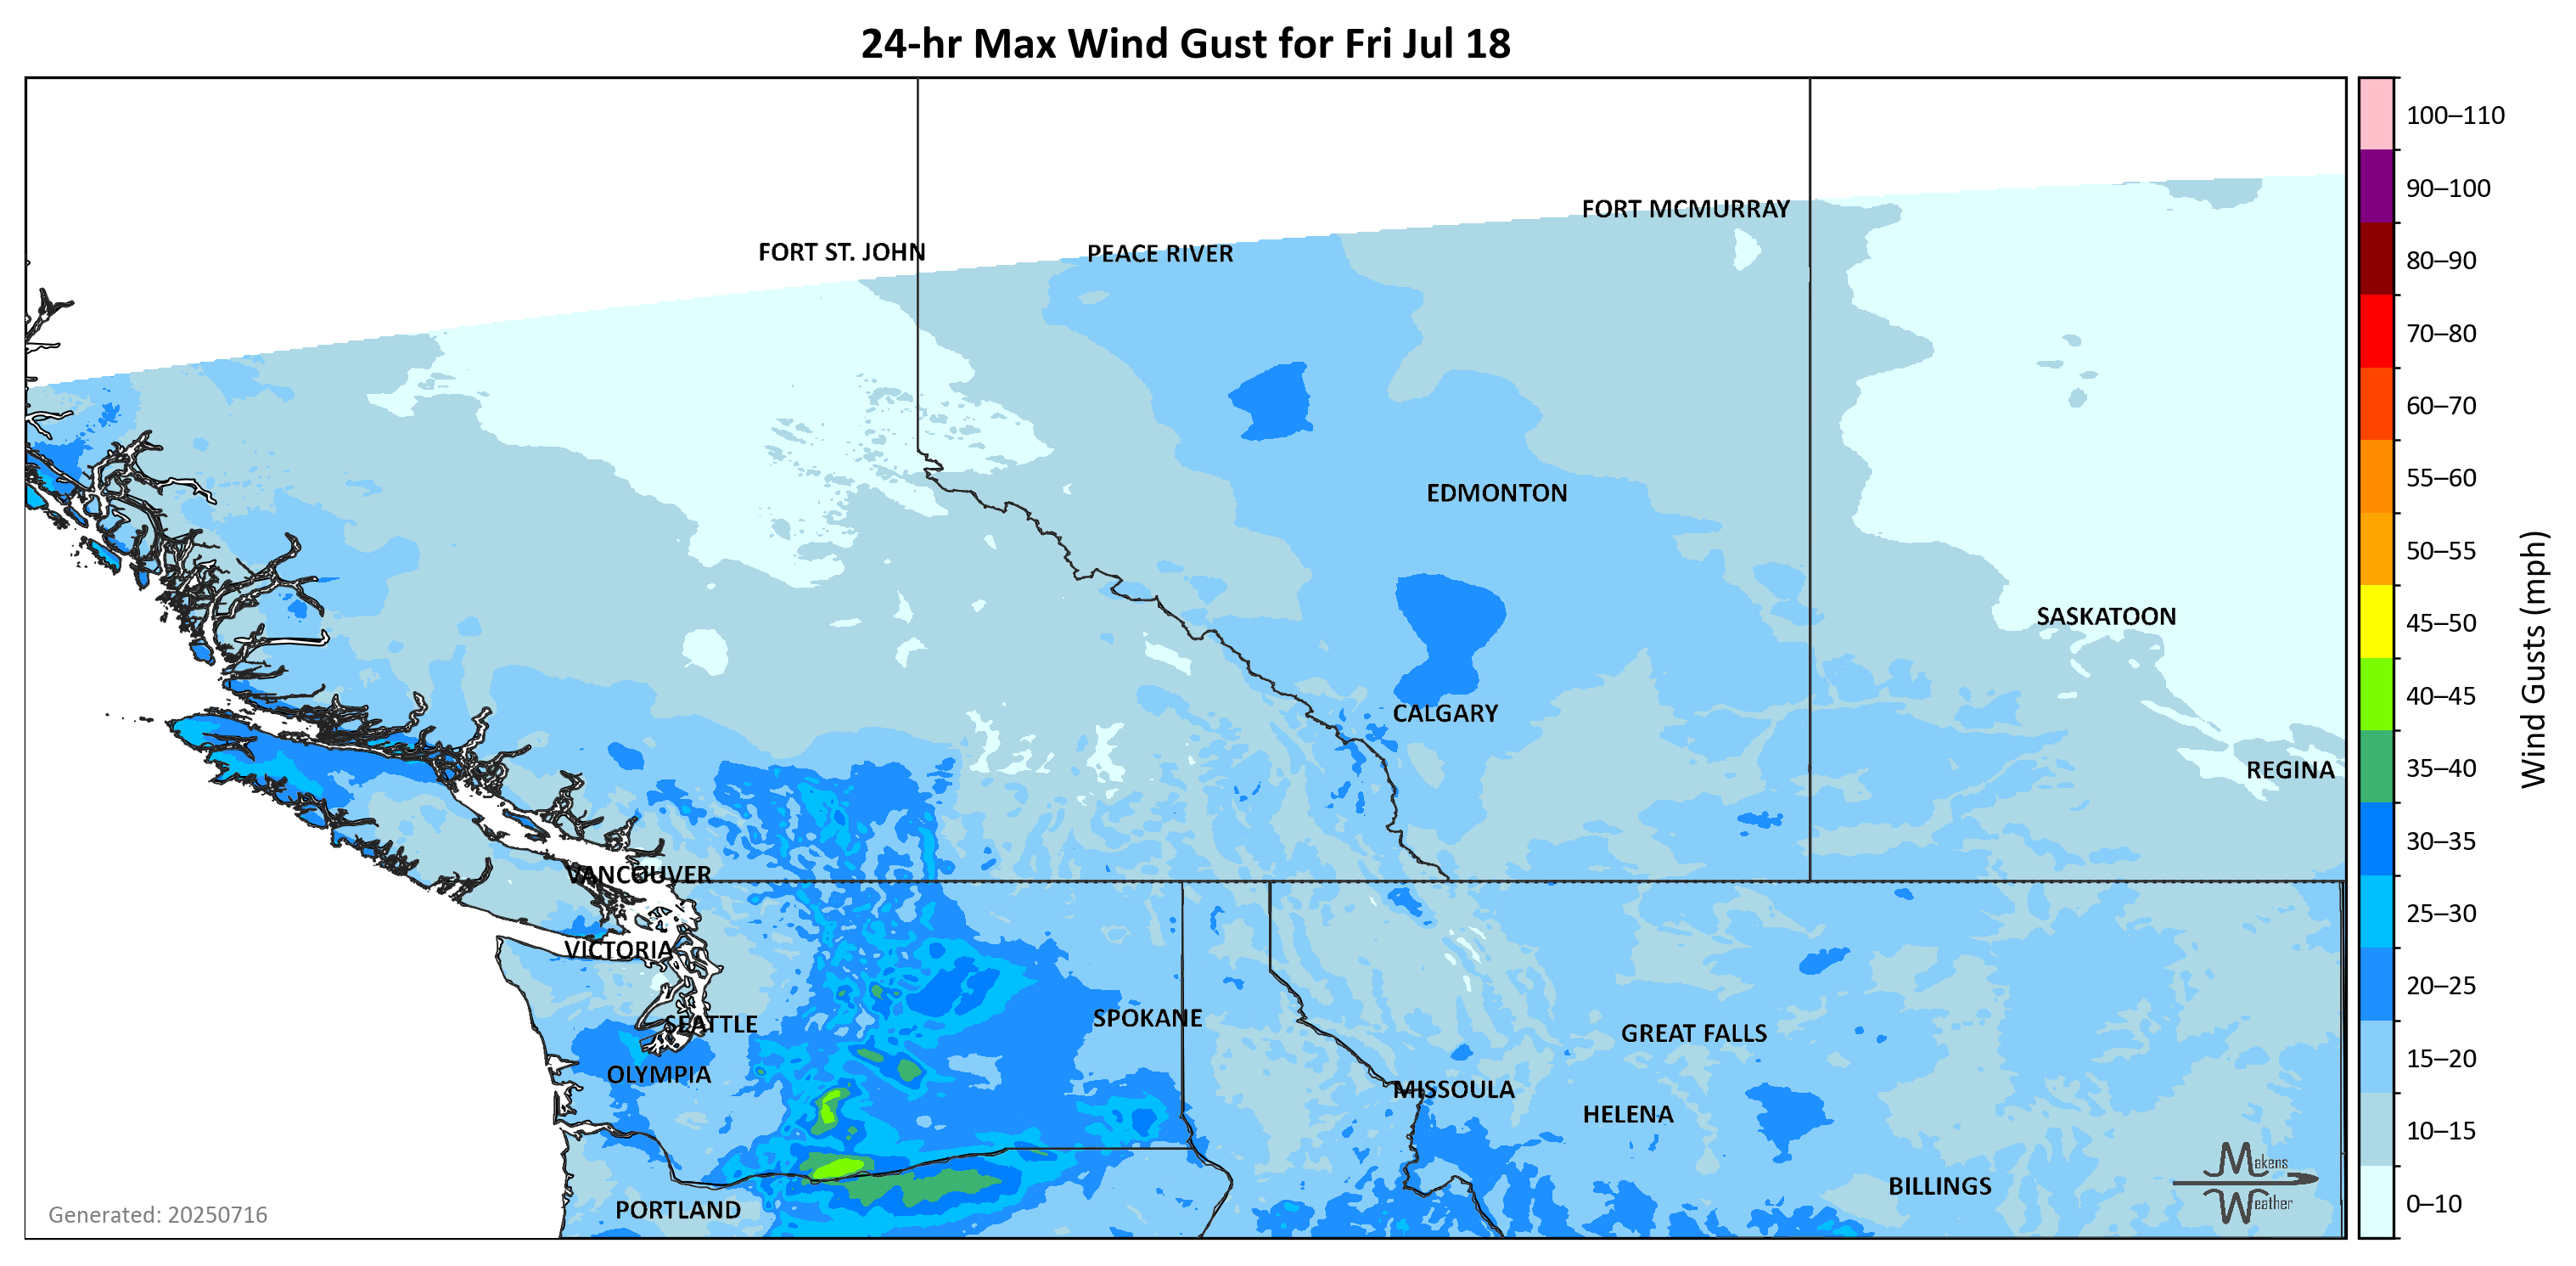 24-hr Max Wind Gust for Fri Jul 18
100–110
90–100
80–90
70–80
60–70
55–60
50–55
45–50
40–45
35–40
30–35
25–30
20–25
15–20
10–15
0–10
Wind Gusts (mph)
FORT MCMURRAY
FORT ST. JOHN
PEACE RIVER
EDMONTON
SASKATOON
CALGARY
REGINA
VANCOUVER
VICTORIA
SEATTLE
SPOKANE
GREAT FALLS
OLYMPIA
MISSOULA
HELENA
BILLINGS
PORTLAND
Makens
Weather
Generated: 20250716